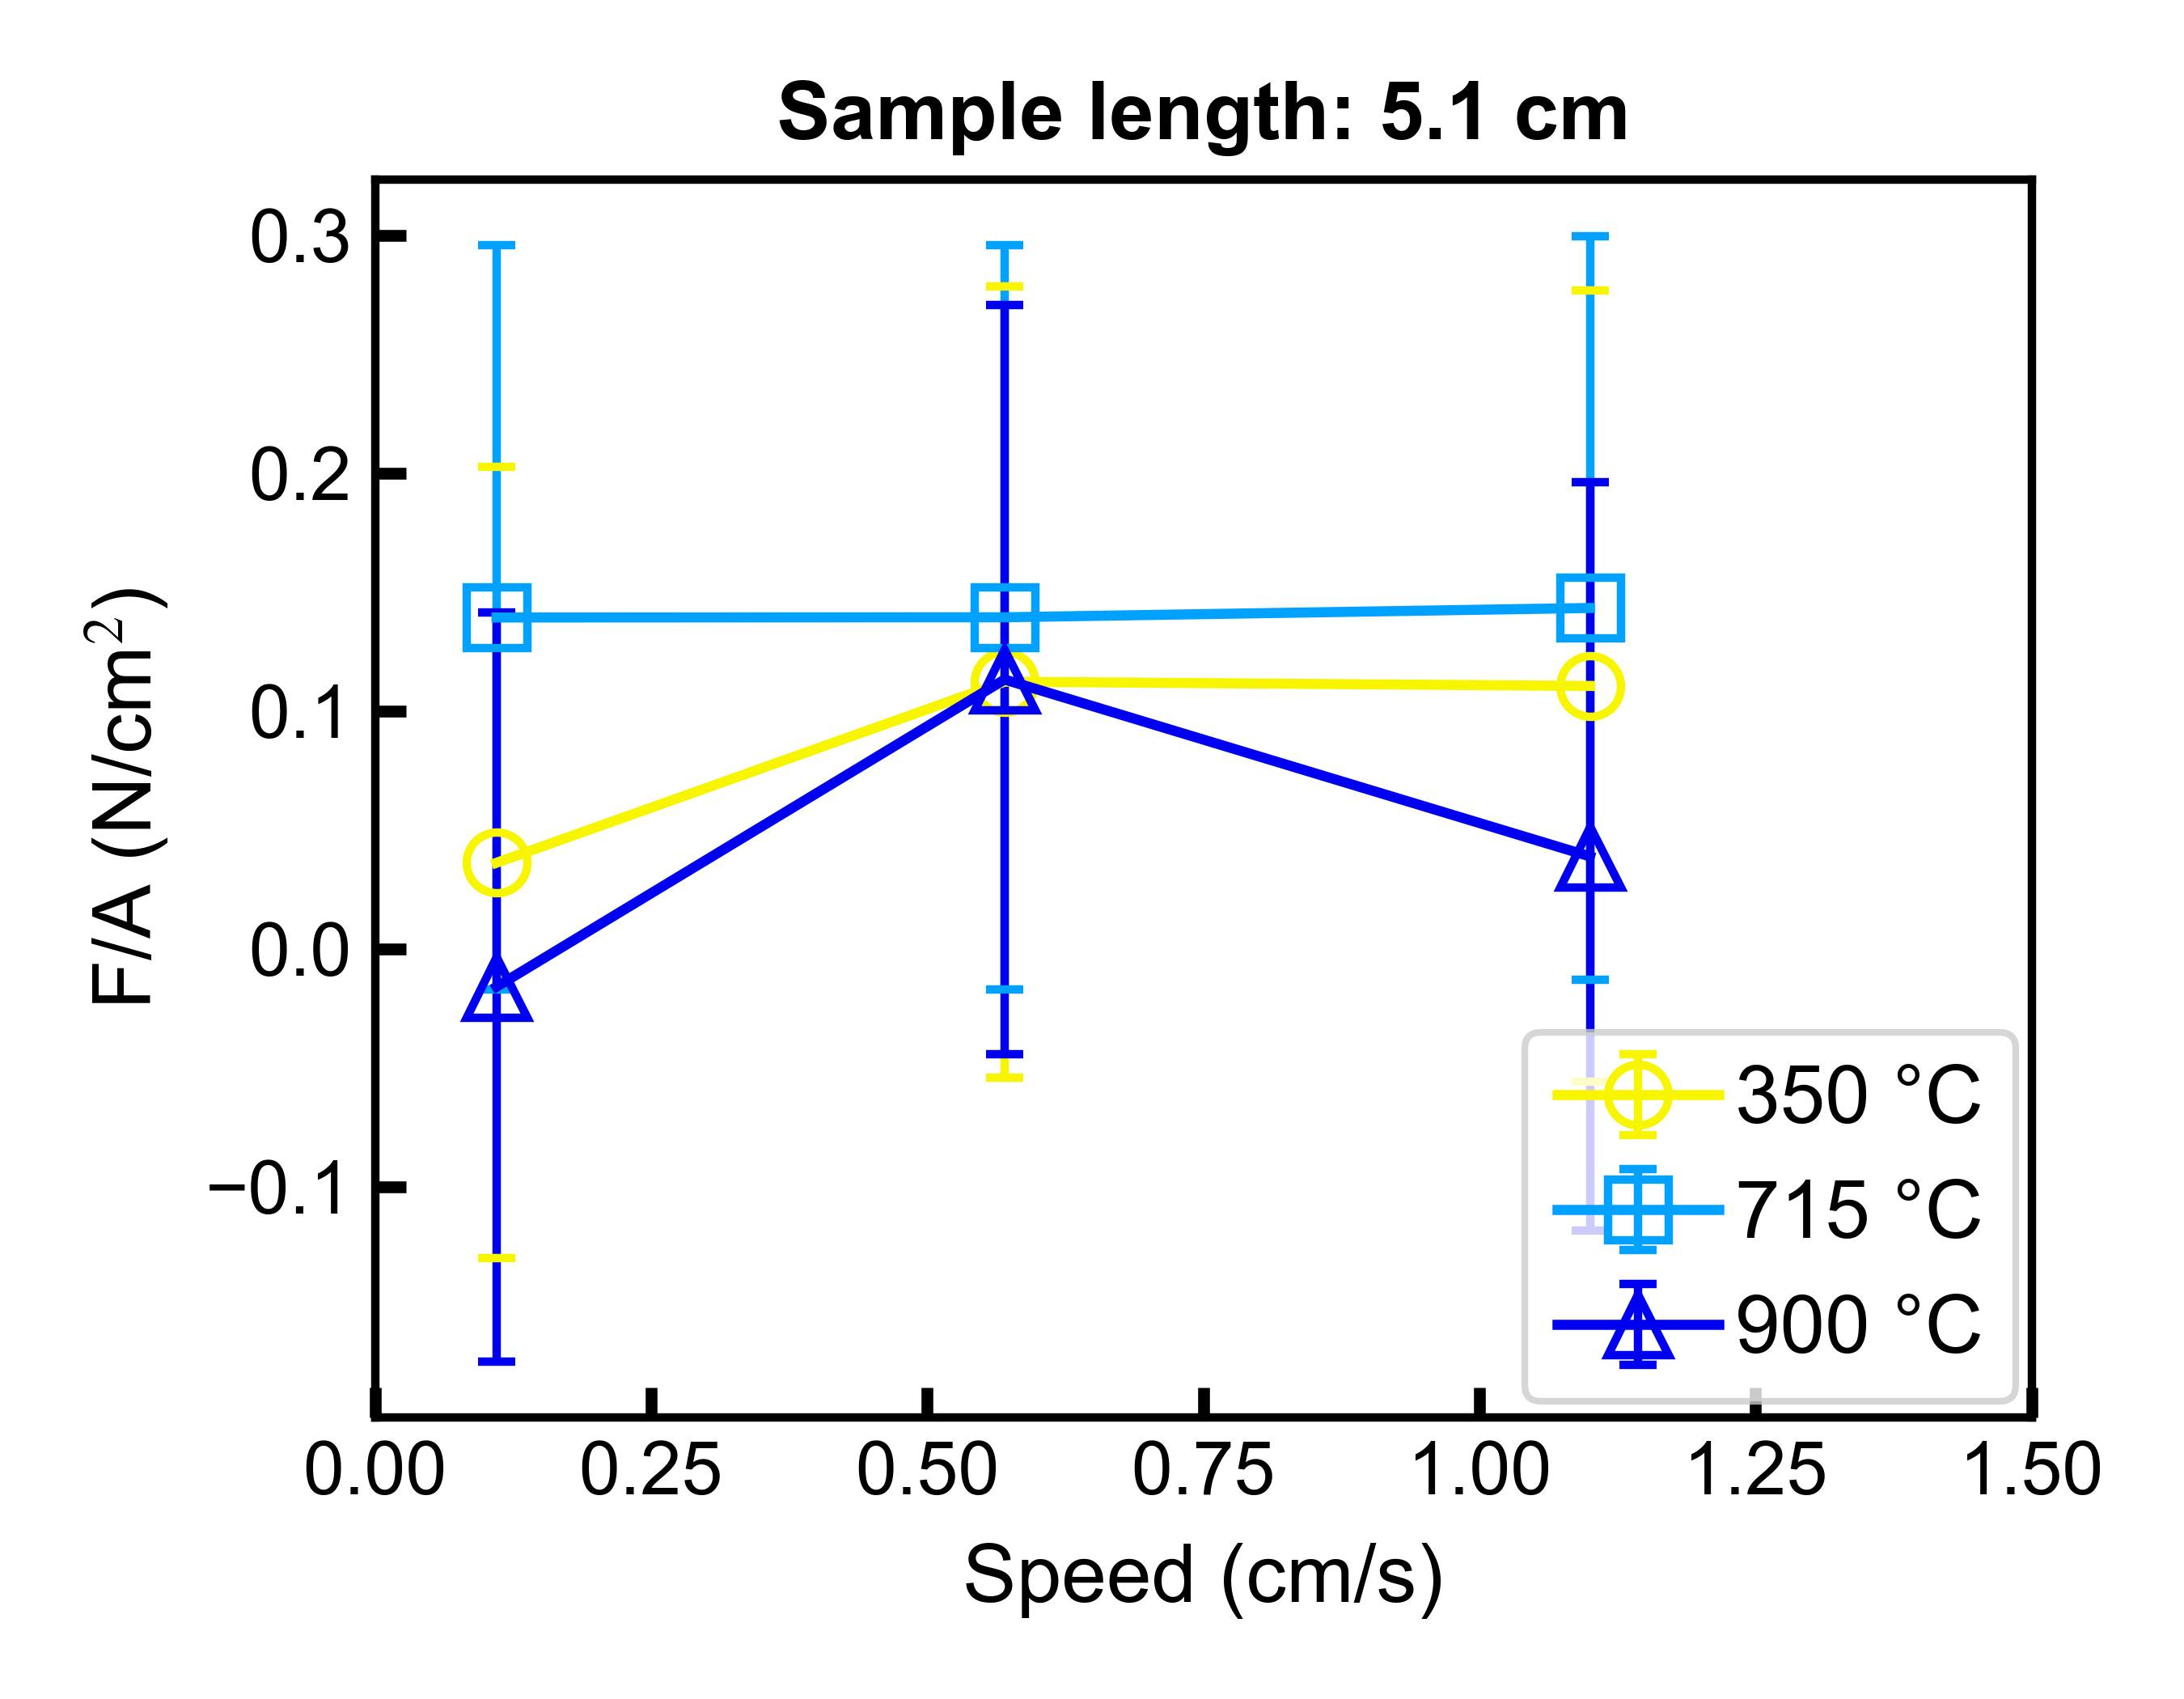 Sample length: 5.1 cm
F/A (N/cm²)
0.3
0.2
0.1
0.0
−0.1
0.00 0.25 0.50 0.75 1.00 1.25 1.50
Speed (cm/s)
350 °C
715 °C
900 °C